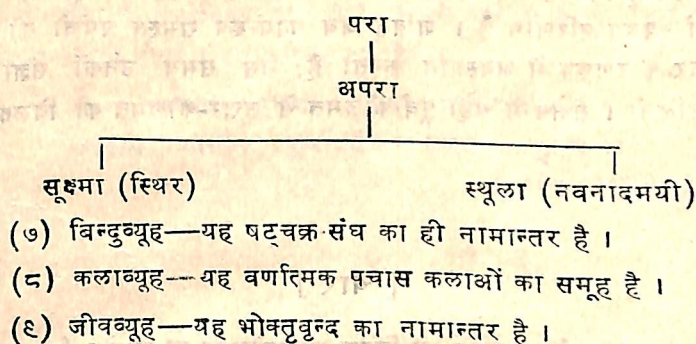 परा
अपरा
सूक्ष्मा (स्थिर) स्थूला (नवनादमयी)
(७) बिन्दुव्यूह—यह षट्चक्र संघ का ही नामान्तर है ।
(८) कलाव्यूह—यह वर्णात्मक पचास कलाओं का समूह है ।
(९) जीवव्यूह—यह भोक्तृवृन्द का नामान्तर है ।